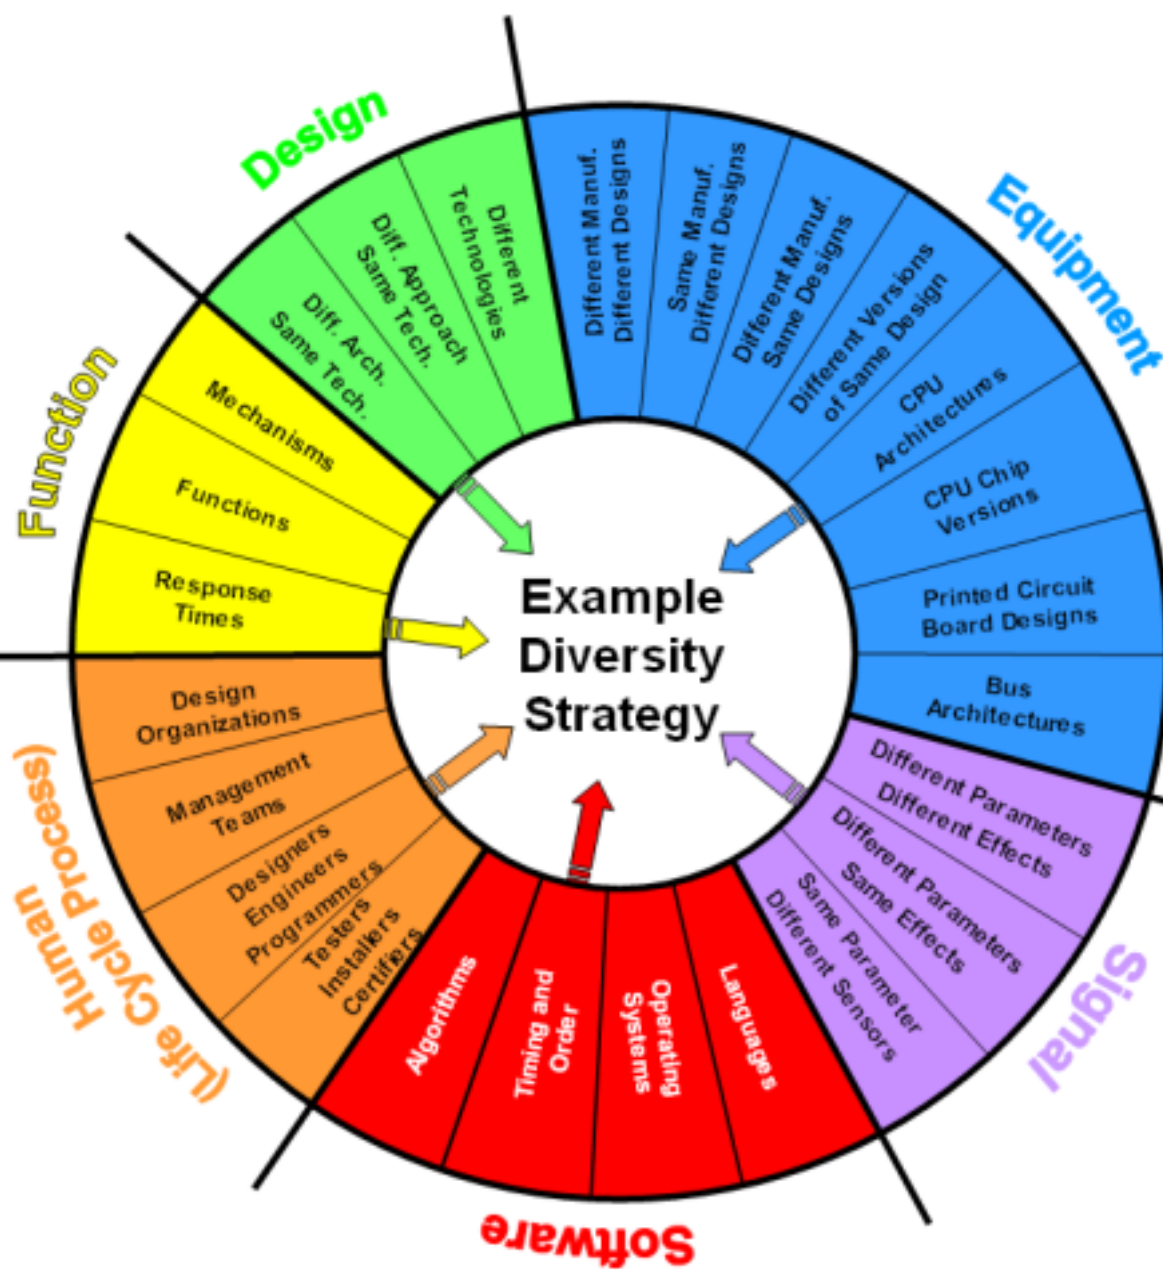 Design
Different
Technologies
Diff. Approach
Same Tech.
Diff. Arch.
Same Tech.
Equipment
Different Manuf.
Different Designs
Same Manuf.
Different Designs
Different Manuf.
Same Designs
Different Versions
of Same Design
CPU
Architectures
CPU Chip
Versions
Printed Circuit
Board Designs
Bus
Architectures
Signal
Different Parameters
Different Effects
Different Parameters
Same Effects
Same Parameter
Different Sensors
Software
Languages
Operating
Systems
Timing and
Order
Algorithms
Human
(Life Cycle Process)
Testers
Installers
Certifiers
Designers
Engineers
Programmers
Management
Teams
Design
Organizations
Function
Response
Times
Functions
Mechanisms
Example
Diversity
Strategy